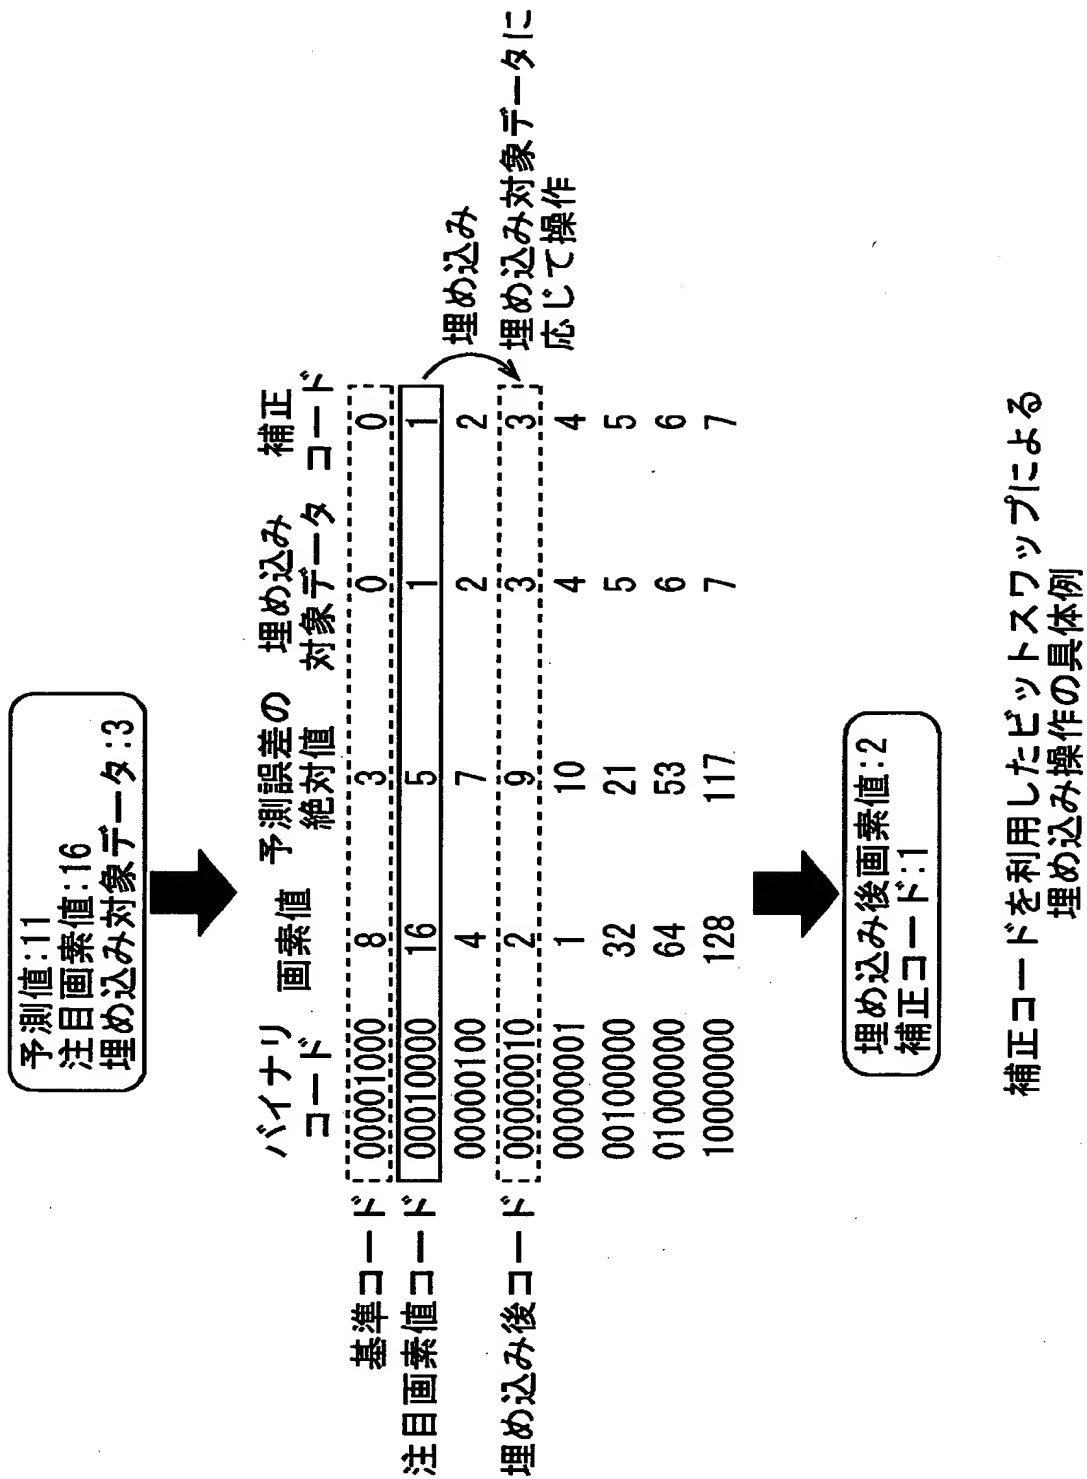 予測値:11
注目画素値:16
埋め込み対象データ:3
バイナリコード 画素値 予測誤差の絶対値 埋め込み対象データ 補正コード
基準コード 00001000 8 3 0 0
注目画素値コード 00010000 16 5 1 1
00000100 4 7 2 2
埋め込み後コード 00000010 2 9 3 3
00000001 1 10 4 4
00100000 32 21 5 5
01000000 64 53 6 6
10000000 128 117 7 7
埋め込み
埋め込み対象データに
応じて操作
埋め込み後画素値:2
補正コード:1
補正コードを利用したビットスワップによる
埋め込み操作の具体例